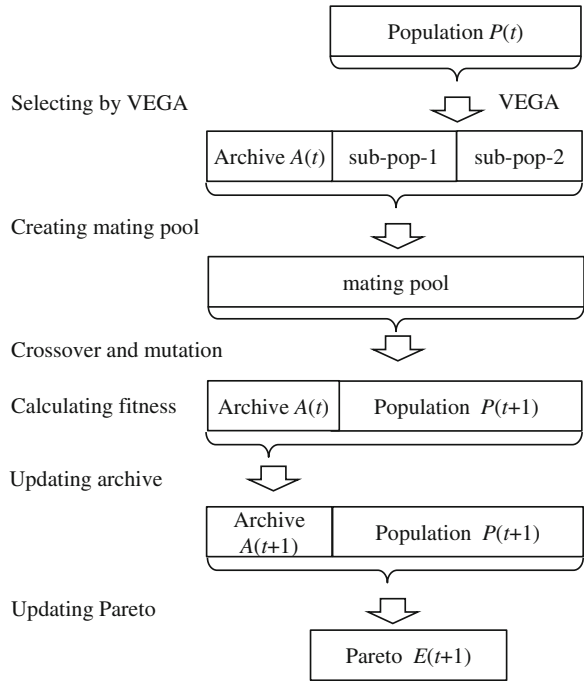 Population P(t)
Selecting by VEGA
VEGA
Archive A(t) sub-pop-1 sub-pop-2
Creating mating pool
mating pool
Crossover and mutation
Calculating fitness
Archive A(t) Population P(t+1)
Updating archive
Archive
A(t+1)
Population P(t+1)
Updating Pareto
Pareto E(t+1)